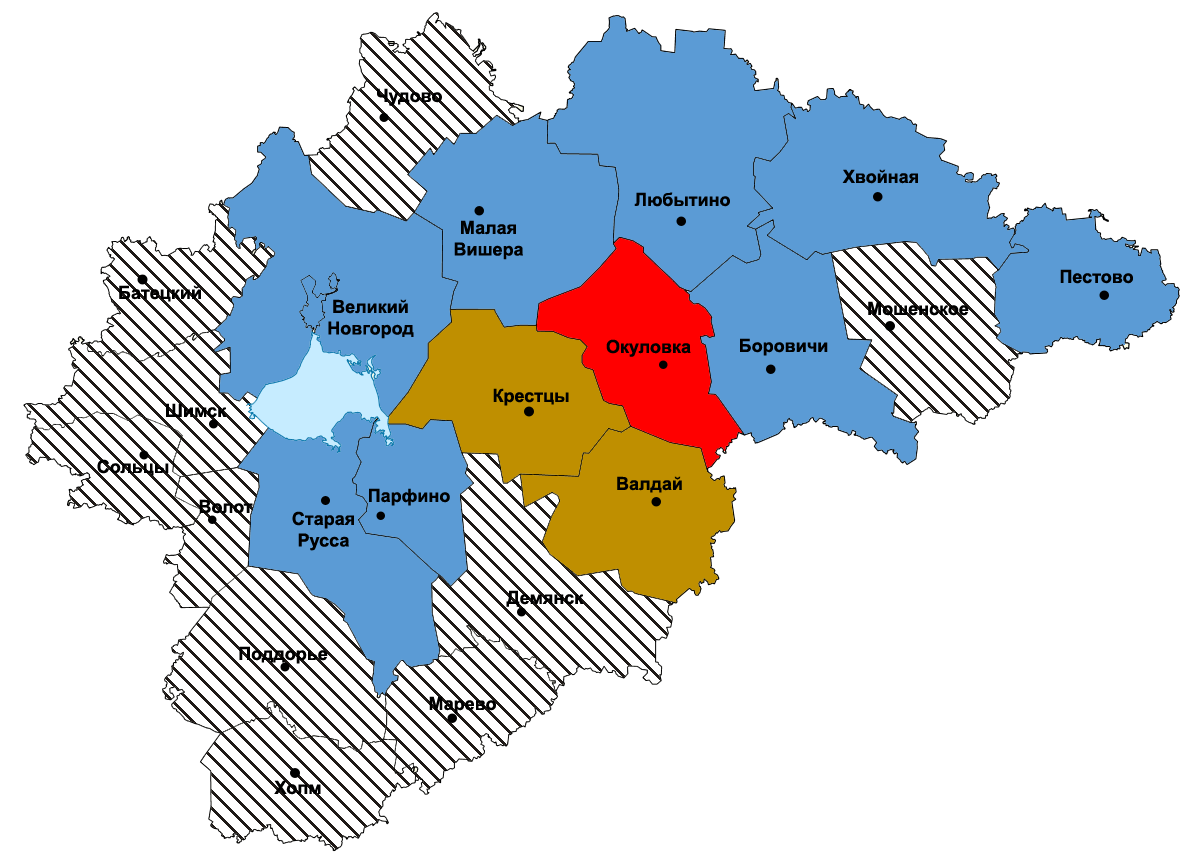 Чудово
Хвойная
Любытино
Малая
Вишера
Пестово
Батецкий
Великий
Новгород
Мошенское
Окуловка
Боровичи
Крестцы
Шимск
Сольцы
Валдай
Парфино
Волот
Старая
Русса
Демянск
Поддорье
Марево
Холм